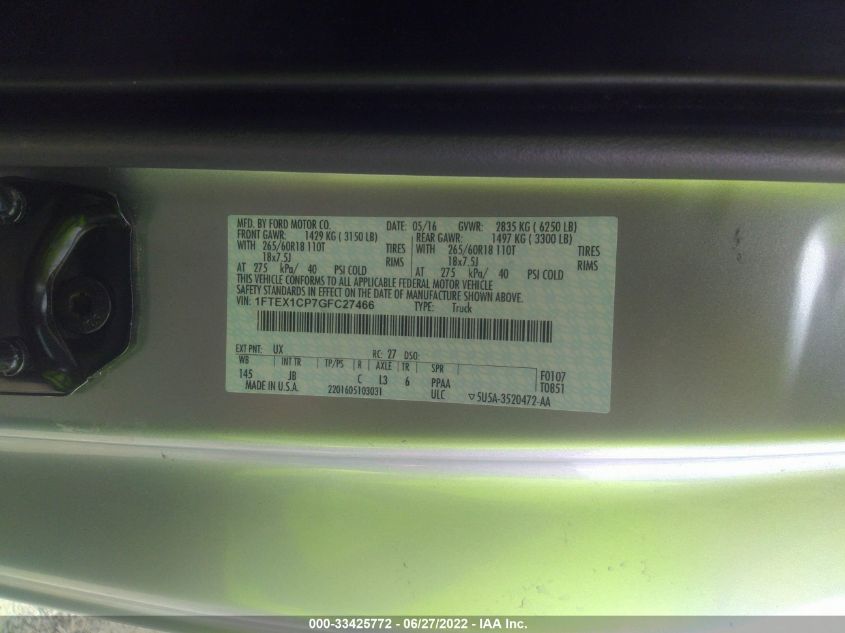 MFD. BY FORD MOTOR CO. DATE: 05/16 GVWR: 2835 KG ( 6250 LB)
FRONT GAWR: 1429 KG ( 3150 LB) REAR GAWR: 1497 KG ( 3300 LB)
WITH 265/60R18 110T TIRES WITH 265/60R18 110T TIRES
18x7.5J RIMS 18x7.5J RIMS
AT 275 kPa/ 40 PSI COLD AT 275 kPa/ 40 PSI COLD
THIS VEHICLE CONFORMS TO ALL APPLICABLE FEDERAL MOTOR VEHICLE
SAFETY STANDARDS IN EFFECT ON THE DATE OF MANUFACTURE SHOWN ABOVE.
VIN: 1FTEX1CP7GFC27466 TYPE: Truck
EXT PNT: UX RC: 27 DSO:
WB INT TR TP/PS R AXLE TR SPR F0107
145 JB C L3 6 PPAA T0851
MADE IN U.S.A. 2201605103031 ULC ▽5U5A-3520472-AA
000-33425772 - 06/27/2022 - IAA Inc.